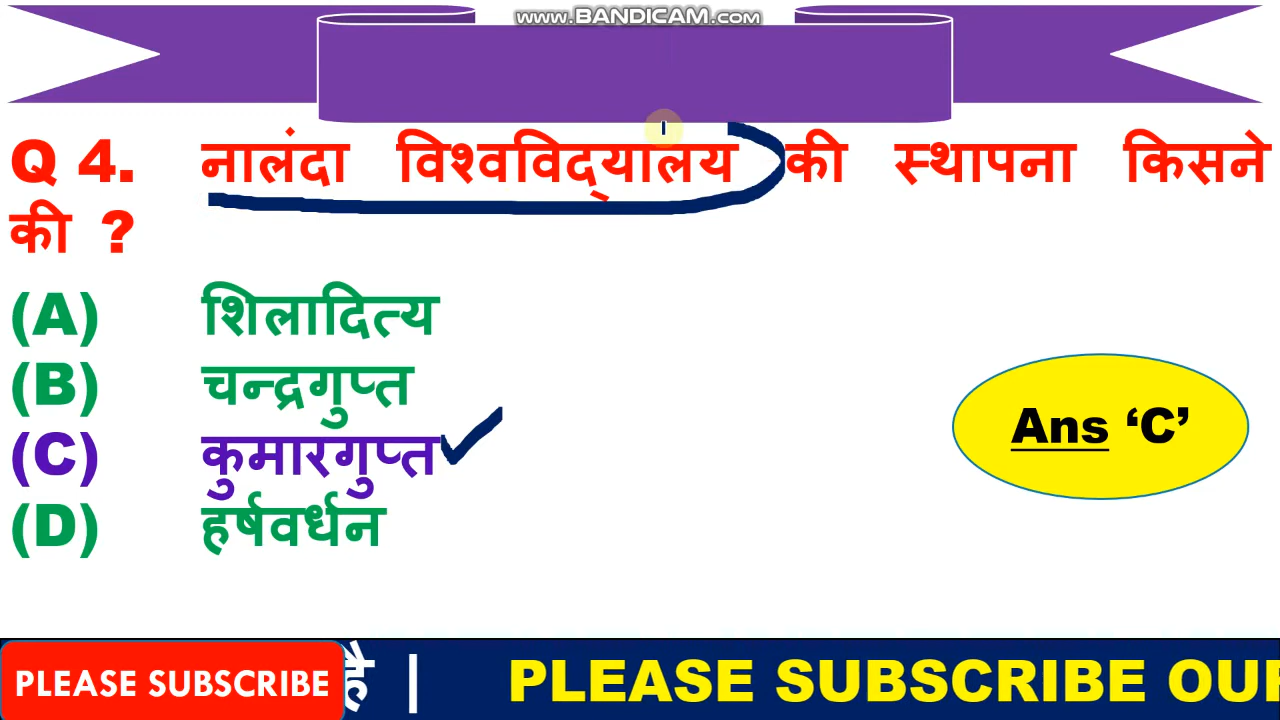 www.BANDICAM.com
Q 4. नालंदा विश्वविद्यालय की स्थापना किसने
की ?
(A) शिलादित्य
(B) चन्द्रगुप्त
(C) कुमारगुप्त
(D) हर्षवर्धन
Ans ‘C’
PLEASE SUBSCRIBE है | PLEASE SUBSCRIBE OUR